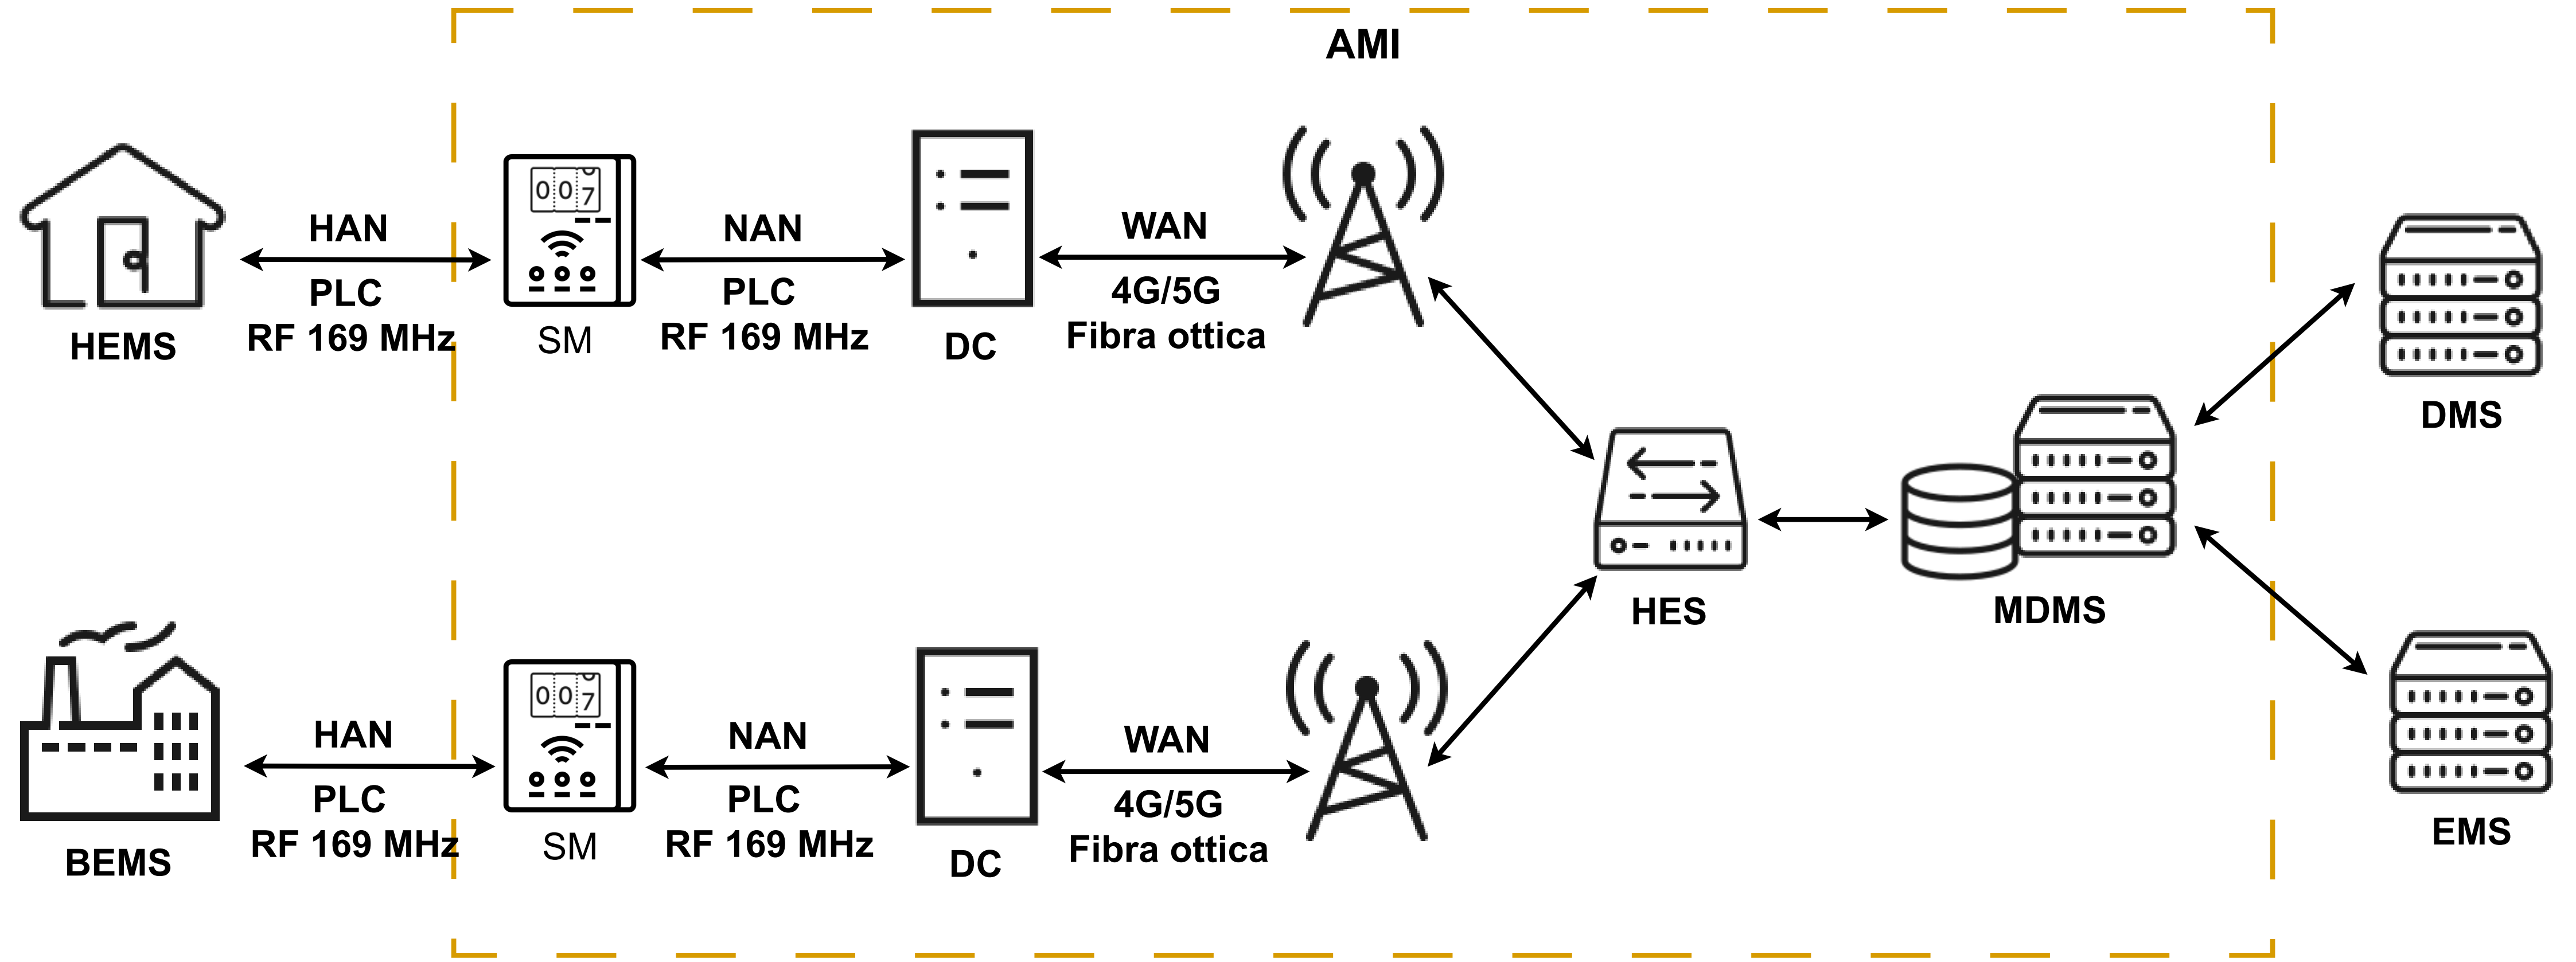 AMI
HAN
PLC
RF 169 MHz
HEMS
007
SM
NAN
PLC
RF 169 MHz
DC
WAN
4G/5G
Fibra ottica
DMS
HES
MDMS
HAN
PLC
RF 169 MHz
BEMS
007
SM
NAN
PLC
RF 169 MHz
DC
WAN
4G/5G
Fibra ottica
EMS